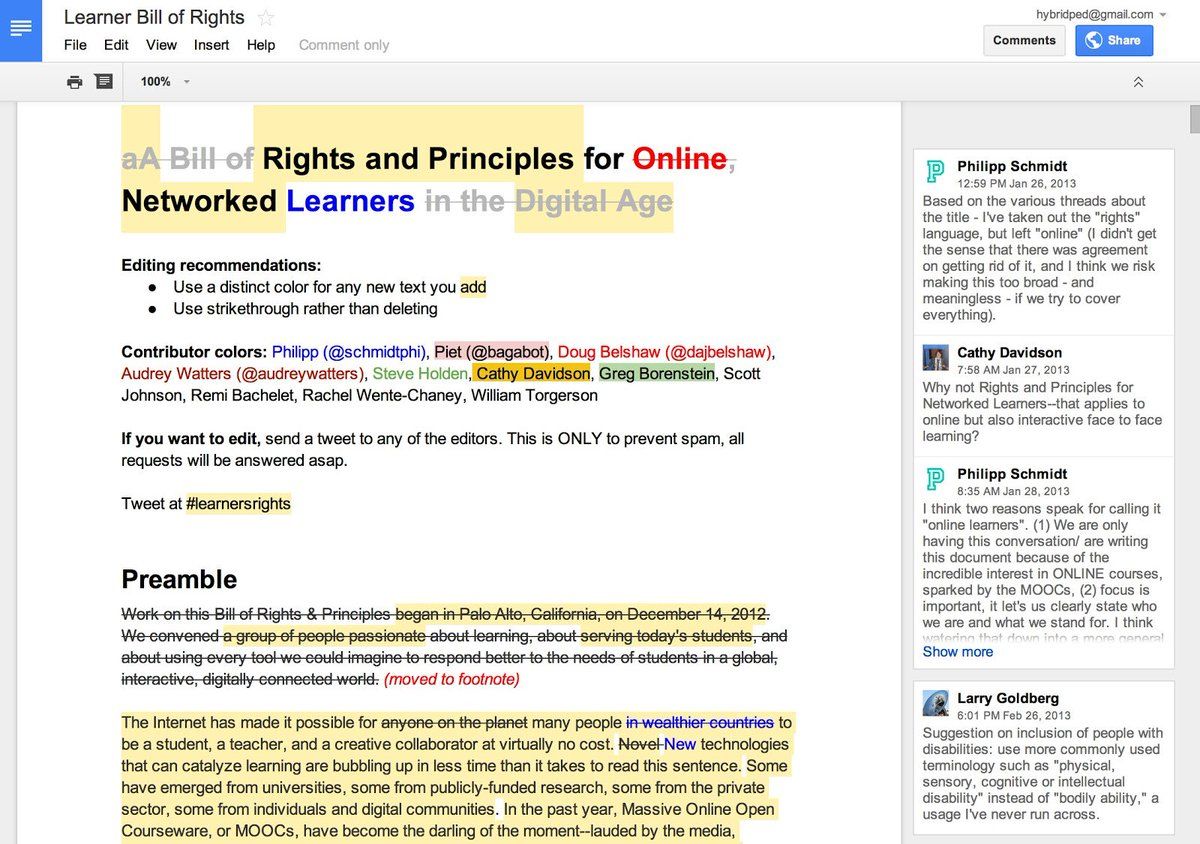 Learner Bill of Rights
hybridped@gmail.com
File Edit View Insert Help Comment only
Comments
Share
100%
aA Bill of Rights and Principles for Online,
Networked Learners in the Digital Age
Editing recommendations:
● Use a distinct color for any new text you add
● Use strikethrough rather than deleting
Contributor colors: Philipp (@schmidtphi), Piet (@bagabot), Doug Belshaw (@dajbelshaw),
Audrey Watters (@audreywatters), Steve Holden, Cathy Davidson, Greg Borenstein, Scott
Johnson, Remi Bachelet, Rachel Wente-Chaney, William Torgerson
If you want to edit, send a tweet to any of the editors. This is ONLY to prevent spam, all
requests will be answered asap.
Tweet at #learnersrights
Preamble
Work on this Bill of Rights & Principles began in Palo Alto, California, on December 14, 2012.
We convened a group of people passionate about learning, about serving today's students, and
about using every tool we could imagine to respond better to the needs of students in a global,
interactive, digitally connected world. (moved to footnote)
The Internet has made it possible for anyone on the planet many people in wealthier countries to
be a student, a teacher, and a creative collaborator at virtually no cost. Novel New technologies
that can catalyze learning are bubbling up in less time than it takes to read this sentence. Some
have emerged from universities, some from publicly-funded research, some from the private
sector, some from individuals and digital communities. In the past year, Massive Online Open
Courseware, or MOOCs, have become the darling of the moment--lauded by the media,
Philipp Schmidt
12:59 PM Jan 26, 2013
Based on the various threads about
the title - I've taken out the "rights"
language, but left "online" (I didn't get
the sense that there was agreement
on getting rid of it, and I think we risk
making this too broad - and
meaningless - if we try to cover
everything).
Cathy Davidson
7:58 AM Jan 27, 2013
Why not Rights and Principles for
Networked Learners--that applies to
online but also interactive face to face
learning?
Philipp Schmidt
8:35 AM Jan 28, 2013
I think two reasons speak for calling it
"online learners". (1) We are only
having this conversation/ are writing
this document because of the
incredible interest in ONLINE courses,
sparked by the MOOCs, (2) focus is
important, it let's us clearly state who
we are and what we stand for. I think
watering that down into a more general
Show more
Larry Goldberg
6:01 PM Feb 26, 2013
Suggestion on inclusion of people with
disabilities: use more commonly used
terminology such as "physical,
sensory, cognitive or intellectual
disability" instead of "bodily ability," a
usage I've never run across.